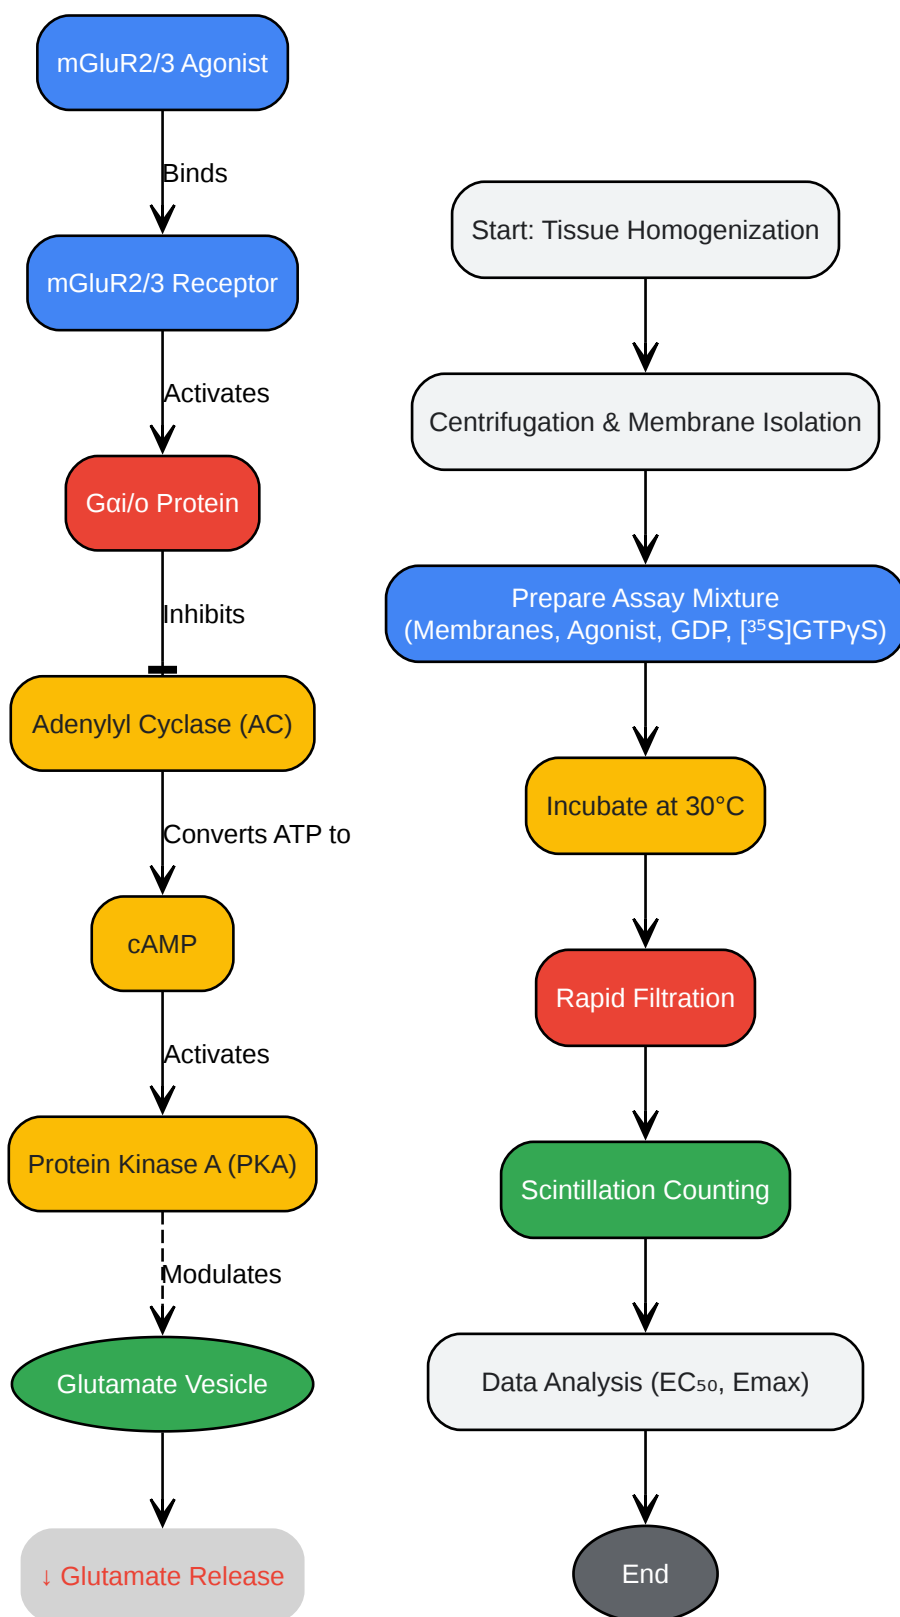 mGluR2/3 Agonist
Binds
mGluR2/3 Receptor
Activates
Gαi/o Protein
Inhibits
Adenylyl Cyclase (AC)
Converts ATP to
cAMP
Activates
Protein Kinase A (PKA)
Modulates
Glutamate Vesicle
↓ Glutamate Release
Start: Tissue Homogenization
Centrifugation & Membrane Isolation
Prepare Assay Mixture
(Membranes, Agonist, GDP, [³⁵S]GTPγS)
Incubate at 30°C
Rapid Filtration
Scintillation Counting
Data Analysis (EC₅₀, Emax)
End